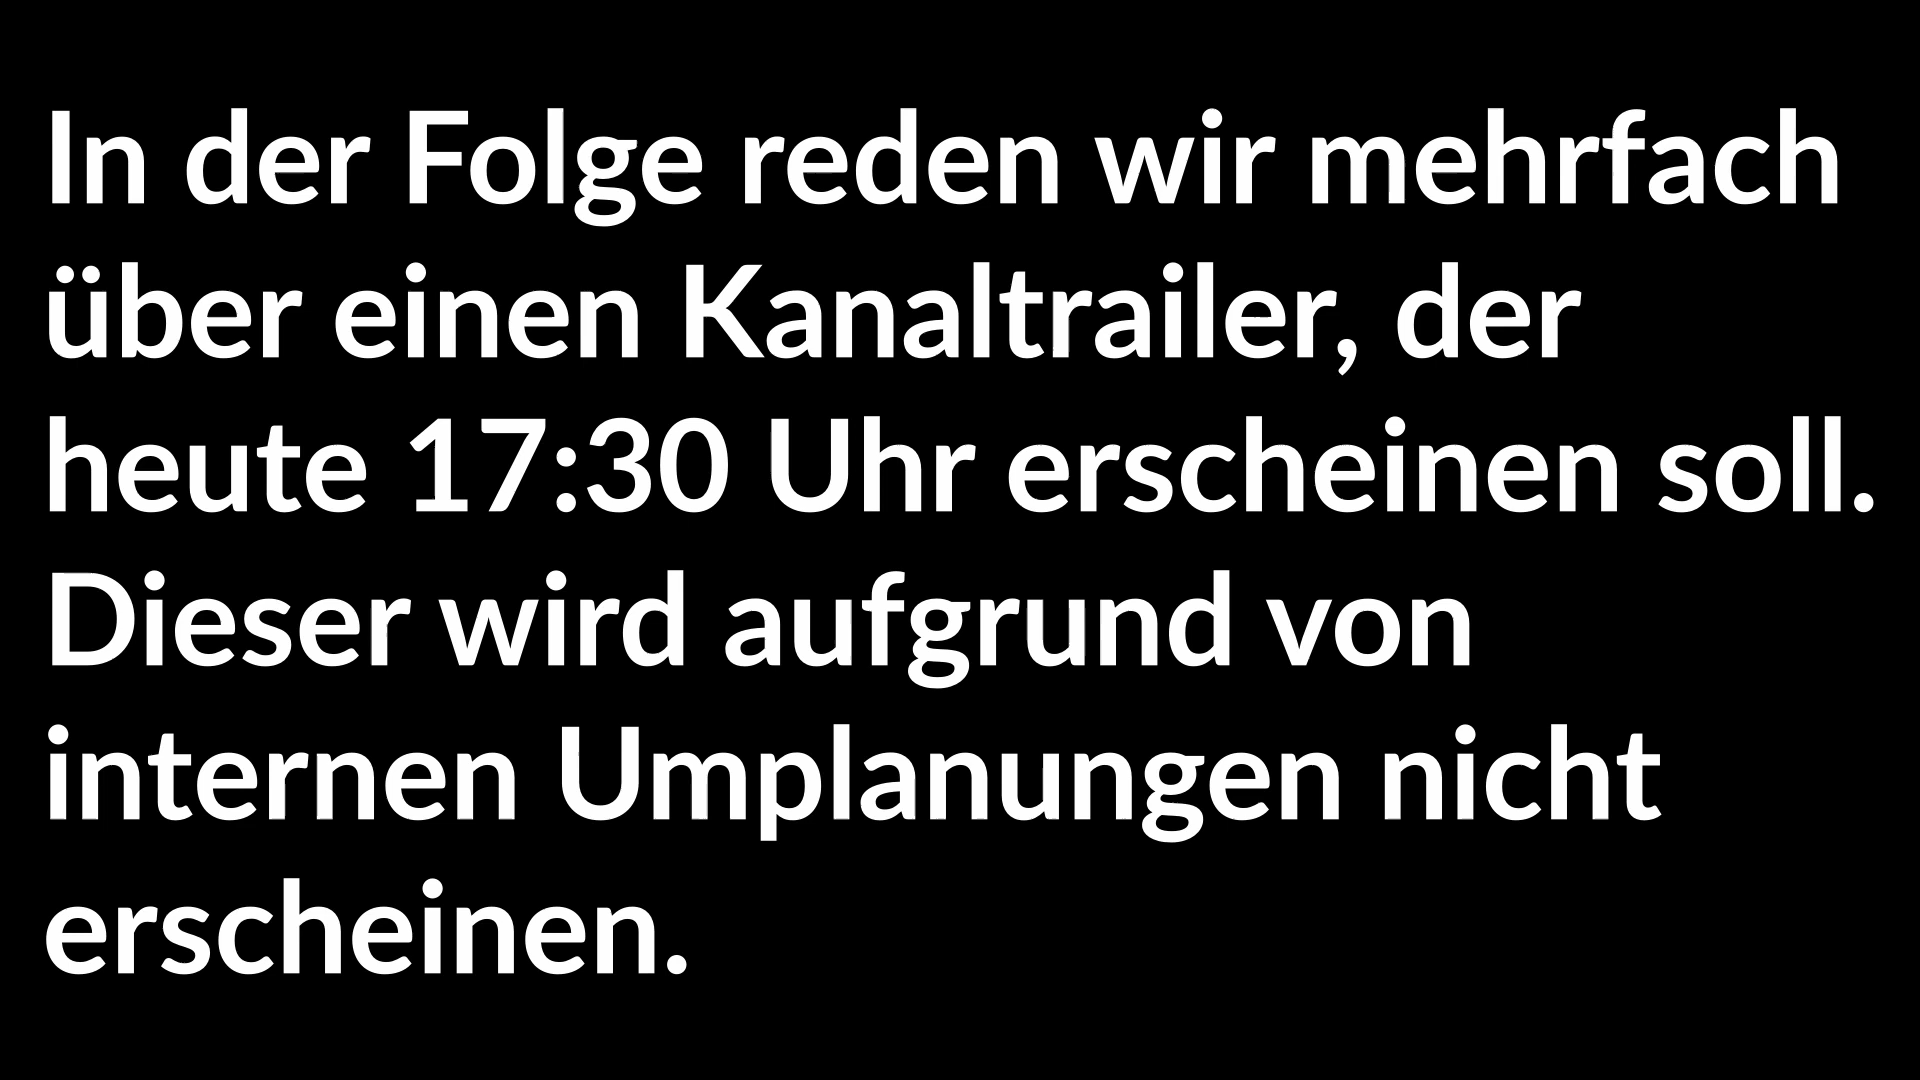 In der Folge reden wir mehrfach
über einen Kanaltrailer, der
heute 17:30 Uhr erscheinen soll.
Dieser wird aufgrund von
internen Umplanungen nicht
erscheinen.